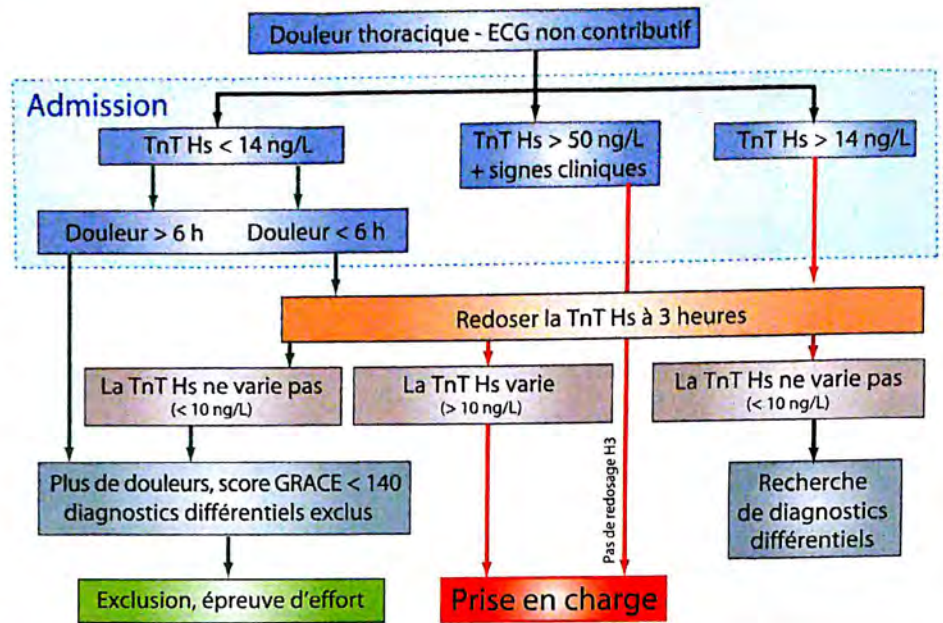 Douleur thoracique - ECG non contributif
Admission
TnT Hs < 14 ng/L
TnT Hs > 50 ng/L
+ signes cliniques
TnT Hs > 14 ng/L
Douleur > 6 h
Douleur < 6 h
Redoser la TnT Hs à 3 heures
La TnT Hs ne varie pas
(< 10 ng/L)
La TnT Hs varie
(> 10 ng/L)
La TnT Hs ne varie pas
(< 10 ng/L)
Pas de redosage H3
Plus de douleurs, score GRACE < 140
diagnostics différentiels exclus
Recherche
de diagnostics
différentiels
Exclusion, épreuve d'effort
Prise en charge